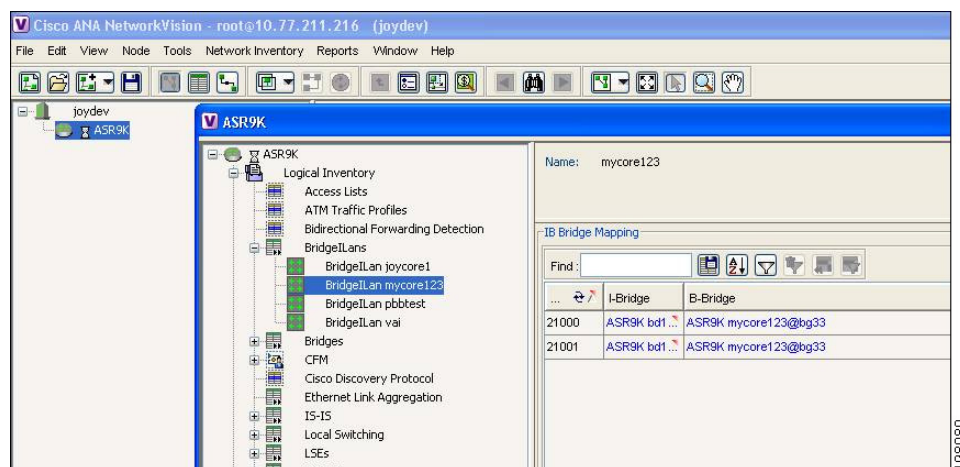 Cisco ANA NetworkVision - root@10.77.211.216 (joydev)
File Edit View Node Tools Network Inventory Reports Window Help
joydev
ASR9K
ASR9K
ASR9K
Logical Inventory
Access Lists
ATM Traffic Profiles
Bidirectional Forwarding Detection
BridgeILans
BridgeILan joycore1
BridgeILan mycore123
BridgeILan pbbtest
BridgeILan vai
Bridges
CFM
Cisco Discovery Protocol
Ethernet Link Aggregation
IS-IS
Local Switching
LSEs
Name: mycore123
IB Bridge Mapping
Find :
... I-Bridge B-Bridge
21000 ASR9K bd1... ASR9K mycore123@bg33
21001 ASR9K bd1... ASR9K mycore123@bg33